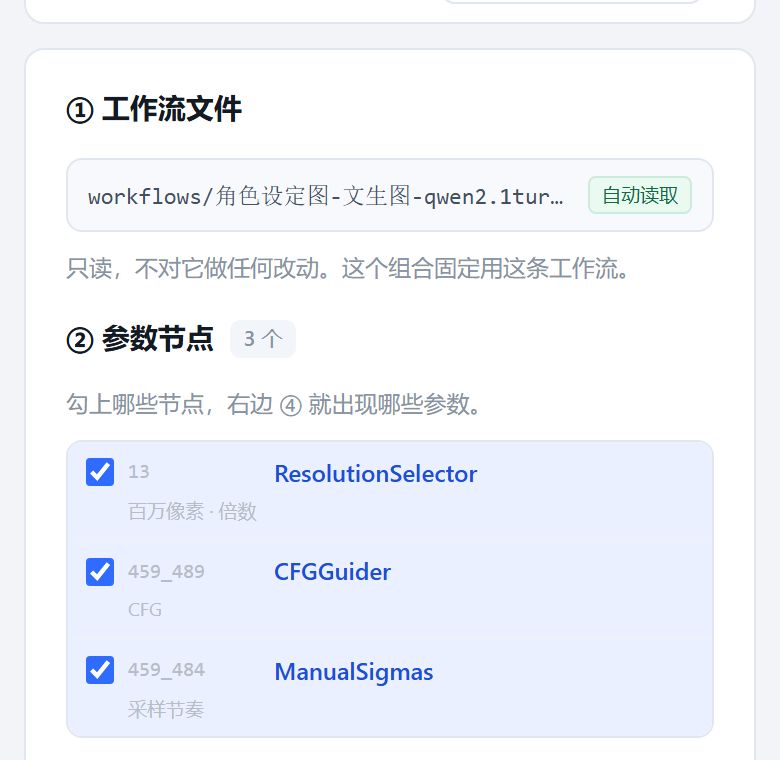 ① 工作流文件
workflows/角色设定图-文生图-qwen2.1tur… 自动读取
只读，不对它做任何改动。这个组合固定用这条工作流。
② 参数节点 3 个
勾上哪些节点，右边 ④ 就出现哪些参数。
13 ResolutionSelector
百万像素 · 倍数
459_489 CFGGuider
CFG
459_484 ManualSigmas
采样节奏